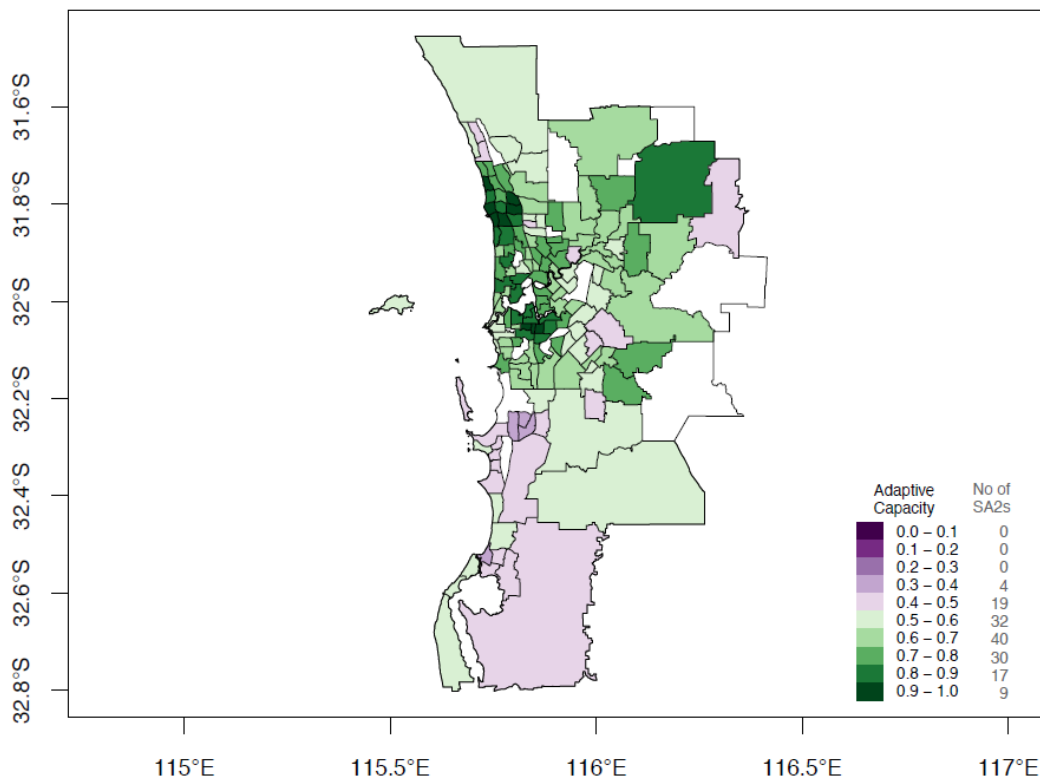 31.6°S
31.8°S
32°S
32.2°S
32.4°S
32.6°S
32.8°S
Adaptive Capacity No of SA2s
0.0 – 0.1 0
0.1 – 0.2 0
0.2 – 0.3 0
0.3 – 0.4 4
0.4 – 0.5 19
0.5 – 0.6 32
0.6 – 0.7 40
0.7 – 0.8 30
0.8 – 0.9 17
0.9 – 1.0 9
115°E 115.5°E 116°E 116.5°E 117°E